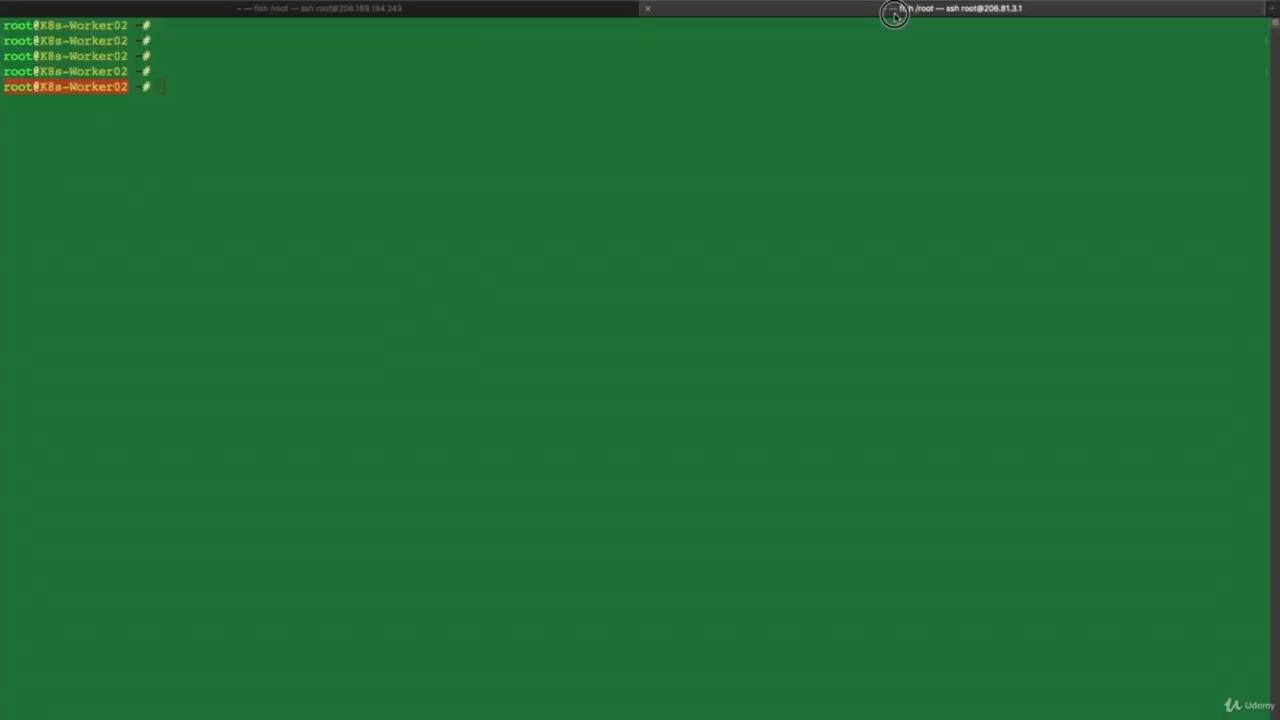 ~ — fish /root — ssh root@206.189.184.243
fish /root — ssh root@206.81.3.1
root@K8s-Worker02 ~#
root@K8s-Worker02 ~#
root@K8s-Worker02 ~#
root@K8s-Worker02 ~#
root@K8s-Worker02 ~#
Udemy